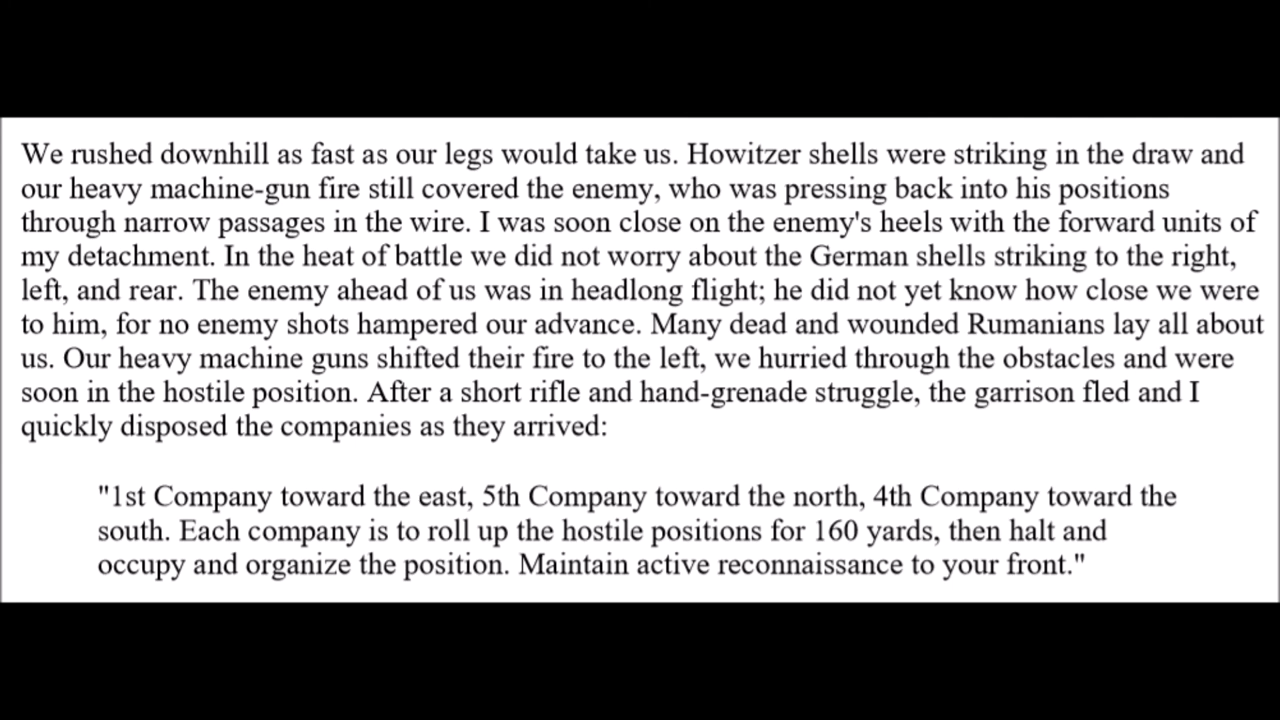 We rushed downhill as fast as our legs would take us. Howitzer shells were striking in the draw and
our heavy machine-gun fire still covered the enemy, who was pressing back into his positions
through narrow passages in the wire. I was soon close on the enemy's heels with the forward units of
my detachment. In the heat of battle we did not worry about the German shells striking to the right,
left, and rear. The enemy ahead of us was in headlong flight; he did not yet know how close we were
to him, for no enemy shots hampered our advance. Many dead and wounded Rumanians lay all about
us. Our heavy machine guns shifted their fire to the left, we hurried through the obstacles and were
soon in the hostile position. After a short rifle and hand-grenade struggle, the garrison fled and I
quickly disposed the companies as they arrived:
"1st Company toward the east, 5th Company toward the north, 4th Company toward the
south. Each company is to roll up the hostile positions for 160 yards, then halt and
occupy and organize the position. Maintain active reconnaissance to your front."